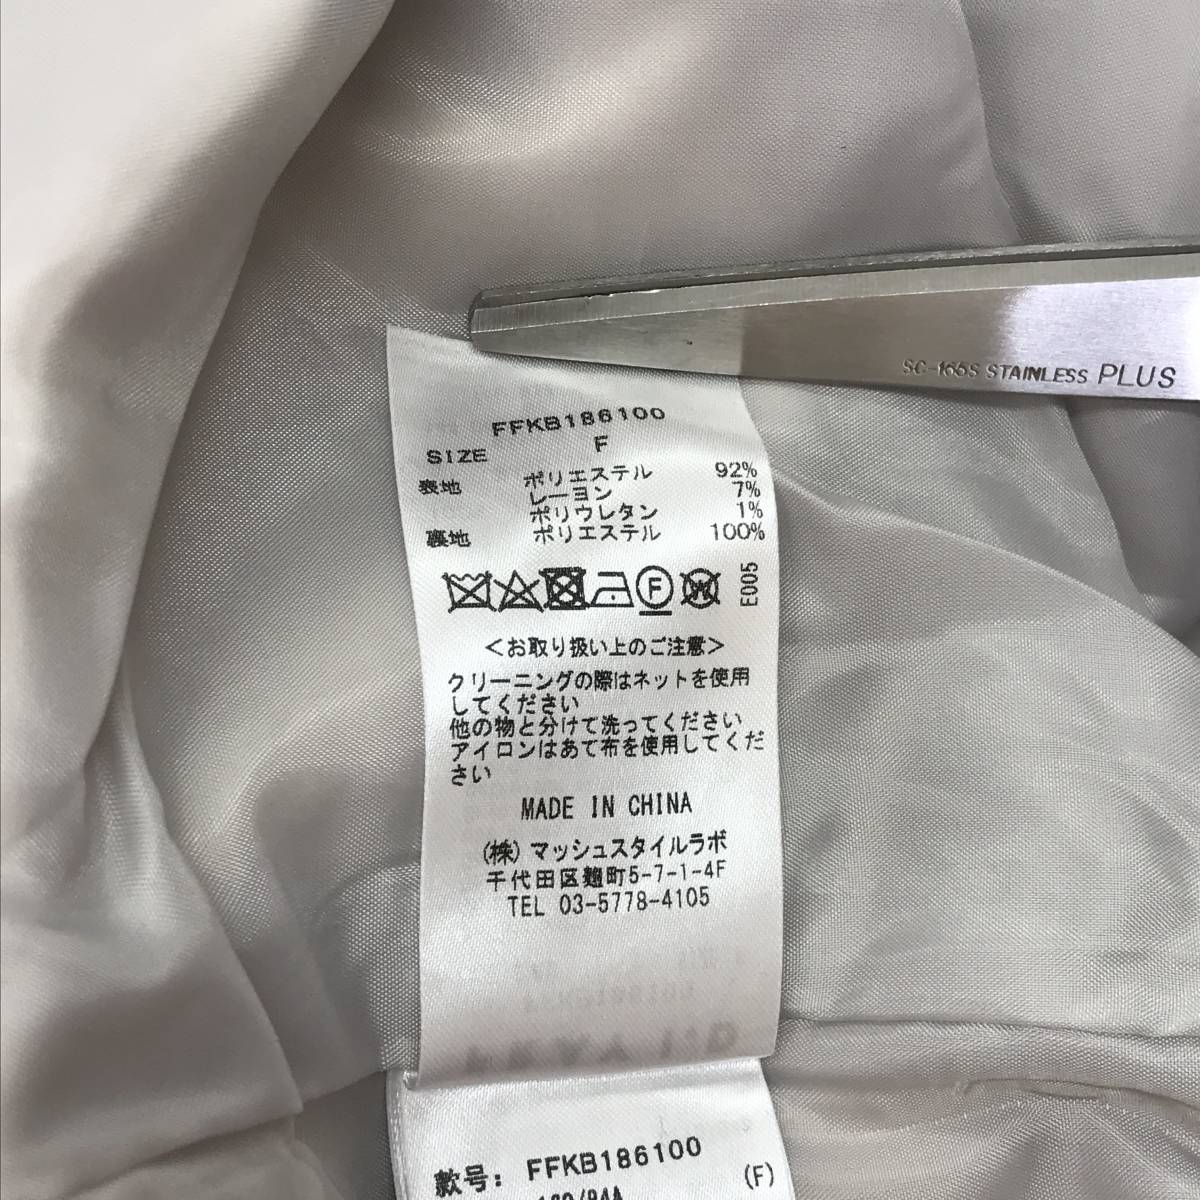 SC-165S STAINLESS PLUS
FFKB186100
SIZE F
表地 ポリエステル 92%
レーヨン 7%
ポリウレタン 1%
裏地 ポリエステル 100%
F W E005
<お取り扱い上のご注意>
クリーニングの際はネットを使用
してください
他の物と分けて洗ってください
アイロンはあて布を使用してくだ
さい
MADE IN CHINA
(株)マッシュスタイルラボ
千代田区麹町5-7-1-4F
TEL 03-5778-4105
款号: FFKB186100
(F)